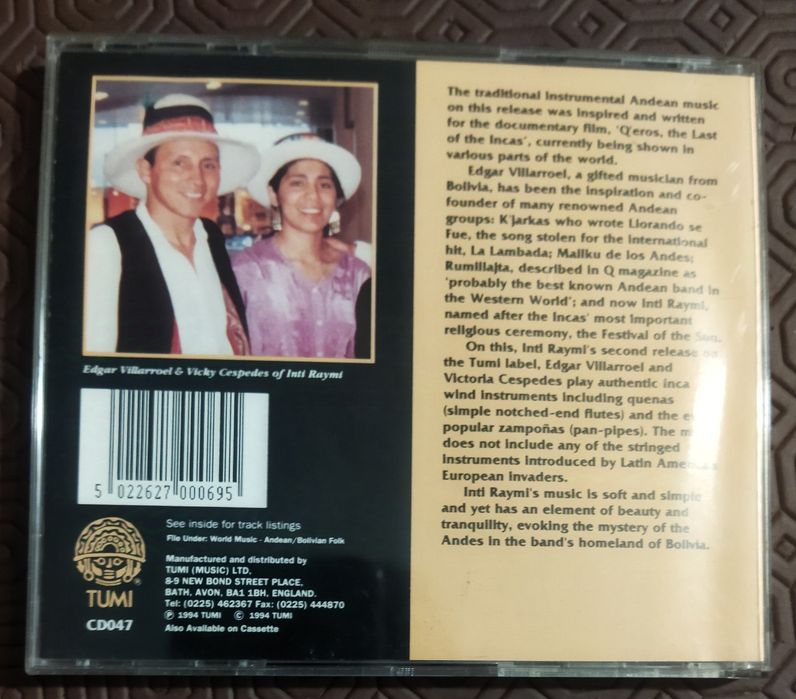 Edgar Villarroel & Vicky Cespedes of Inti Raymi
5 022627 000695
See inside for track listings
File Under: World Music - Andean/Bolivian Folk
Manufactured and distributed by
TUMI (MUSIC) LTD.
8-9 NEW BOND STREET PLACE,
BATH, AVON, BA1 1BH, ENGLAND.
Tel: (0225) 462367 Fax: (0225) 444870
℗ 1994 TUMI © 1994 TUMI
Also Available on Cassette
®
TUMI
CD047
The traditional instrumental Andean music
on this release was inspired and written
for the documentary film, 'Q'eros, the Last
of the Incas', currently being shown in
various parts of the world.
Edgar Villarroel, a gifted musician from
Bolivia, has been the inspiration and co-
founder of many renowned Andean
groups: K'jarkas who wrote Llorando se
Fue, the song stolen for the international
hit, La Lambada; Mallku de los Andes;
Rumillajta, described in Q magazine as
'probably the best known Andean band in
the Western World'; and now Inti Raymi,
named after the Incas' most important
religious ceremony, the Festival of the Sun.
On this, Inti Raymi's second release on
the Tumi label, Edgar Villarroel and
Victoria Cespedes play authentic inca
wind instruments including quenas
(simple notched-end flutes) and the
popular zampoñas (pan-pipes). The
does not include any of the stringed
instruments introduced by Latin America's
European invaders.
Inti Raymi's music is soft and simple
and yet has an element of beauty and
tranquility, evoking the mystery of the
Andes in the band's homeland of Bolivia.